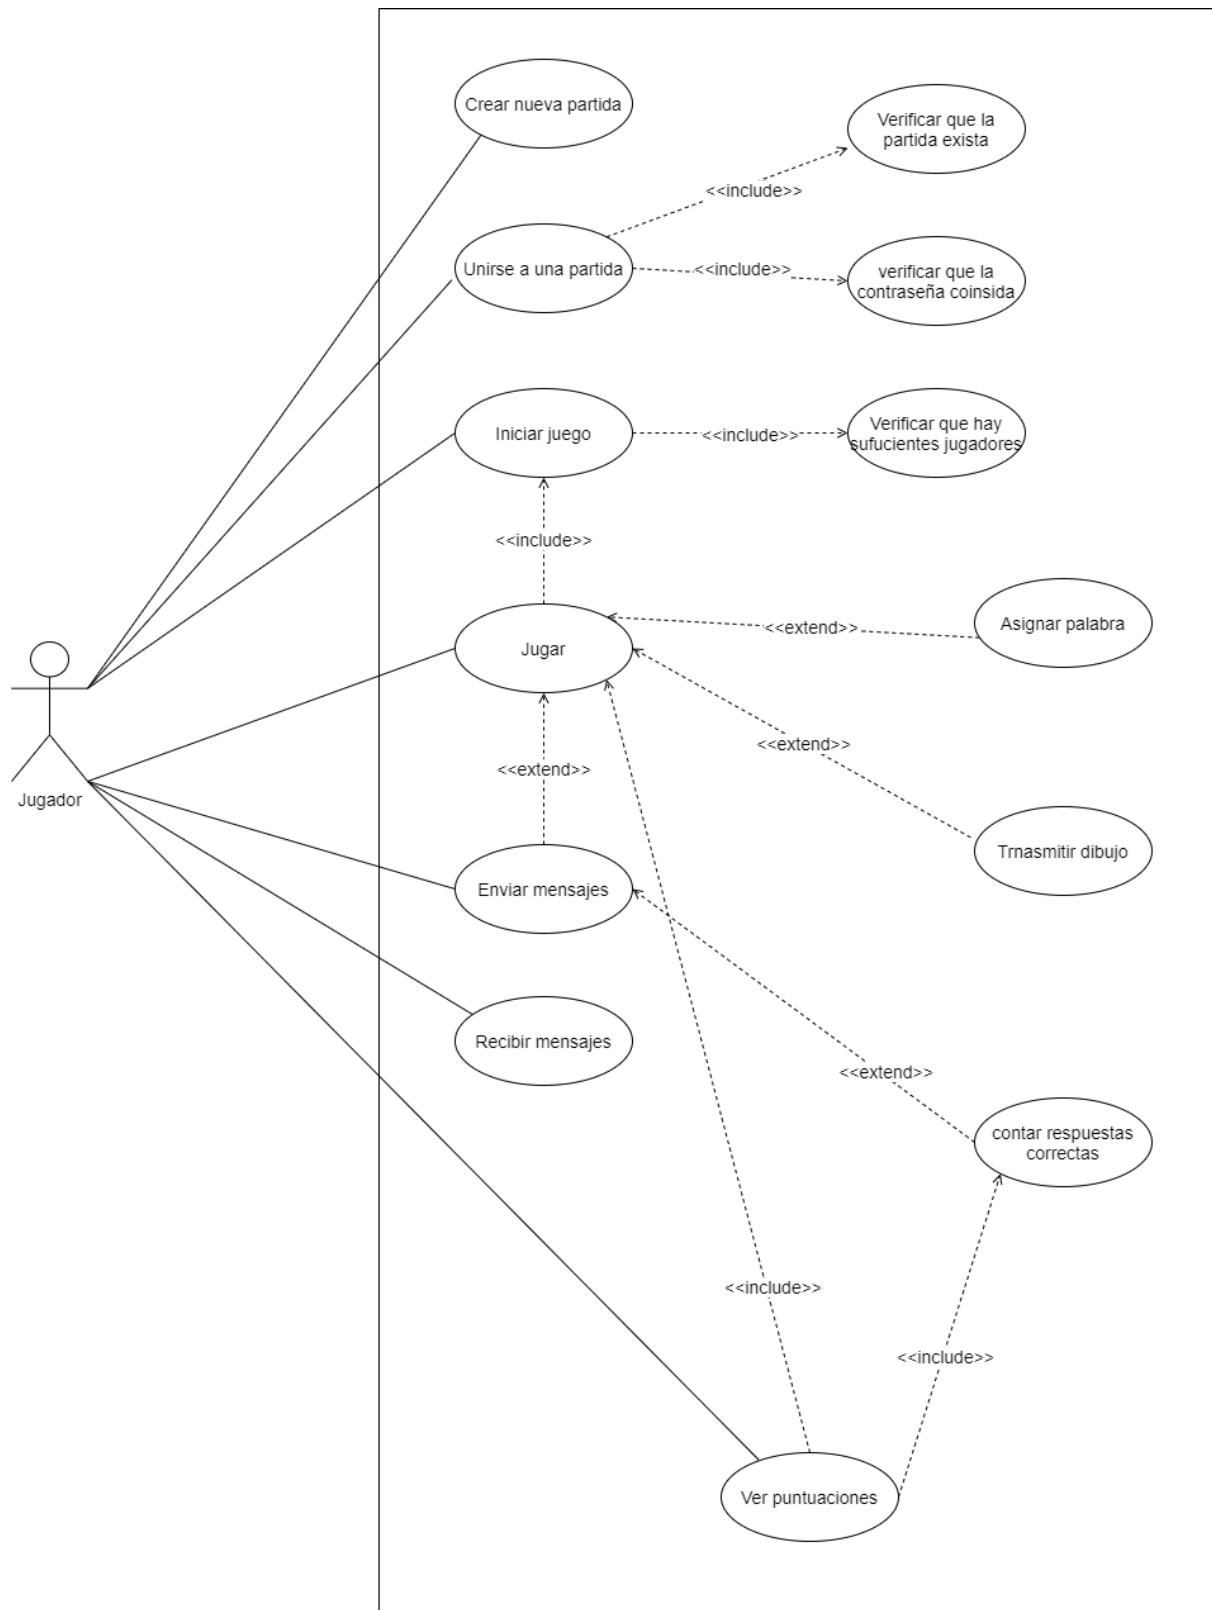 Crear nueva partida
Verificar que la
partida exista
<<include>>
Unirse a una partida
<<include>>
verificar que la
contraseña coinsida
Iniciar juego
<<include>>
Verificar que hay
sufucientes jugadores
<<include>>
Jugar
<<extend>>
Asignar palabra
<<extend>>
<<extend>>
Jugador
Trnasmitir dibujo
Enviar mensajes
Recibir mensajes
<<extend>>
contar respuestas
correctas
<<include>>
<<include>>
Ver puntuaciones